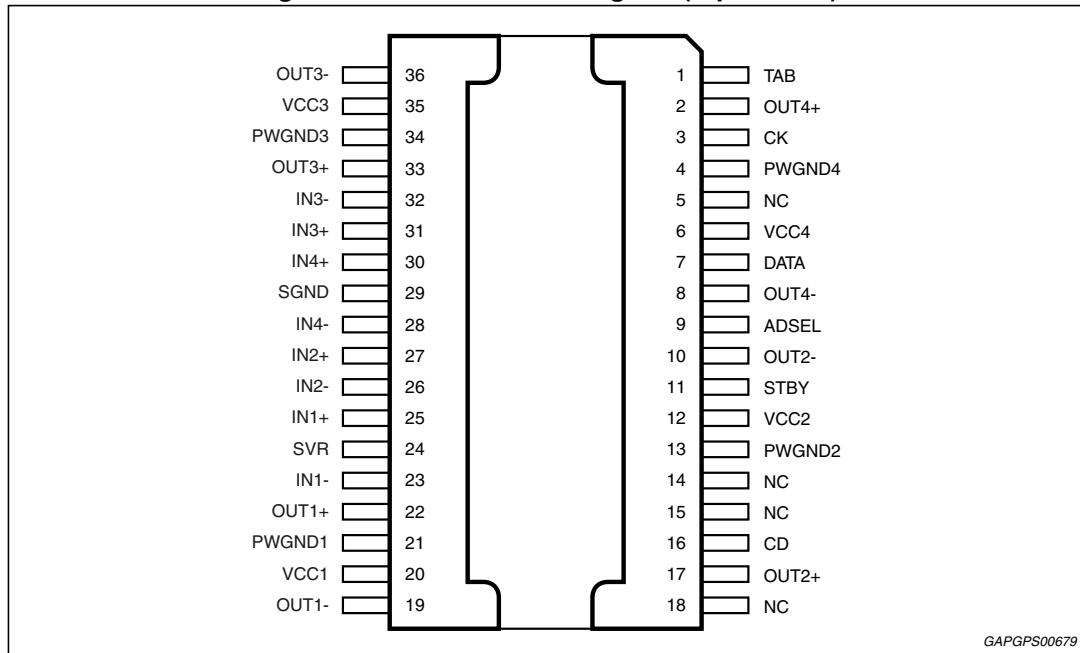 OUT3- 36 1 TAB
VCC3 35 2 OUT4+
PWGND3 34 3 CK
OUT3+ 33 4 PWGND4
IN3- 32 5 NC
IN3+ 31 6 VCC4
IN4+ 30 7 DATA
SGND 29 8 OUT4-
IN4- 28 9 ADSEL
IN2+ 27 10 OUT2-
IN2- 26 11 STBY
IN1+ 25 12 VCC2
SVR 24 13 PWGND2
IN1- 23 14 NC
OUT1+ 22 15 NC
PWGND1 21 16 CD
VCC1 20 17 OUT2+
OUT1- 19 18 NC
GAPGPS00679